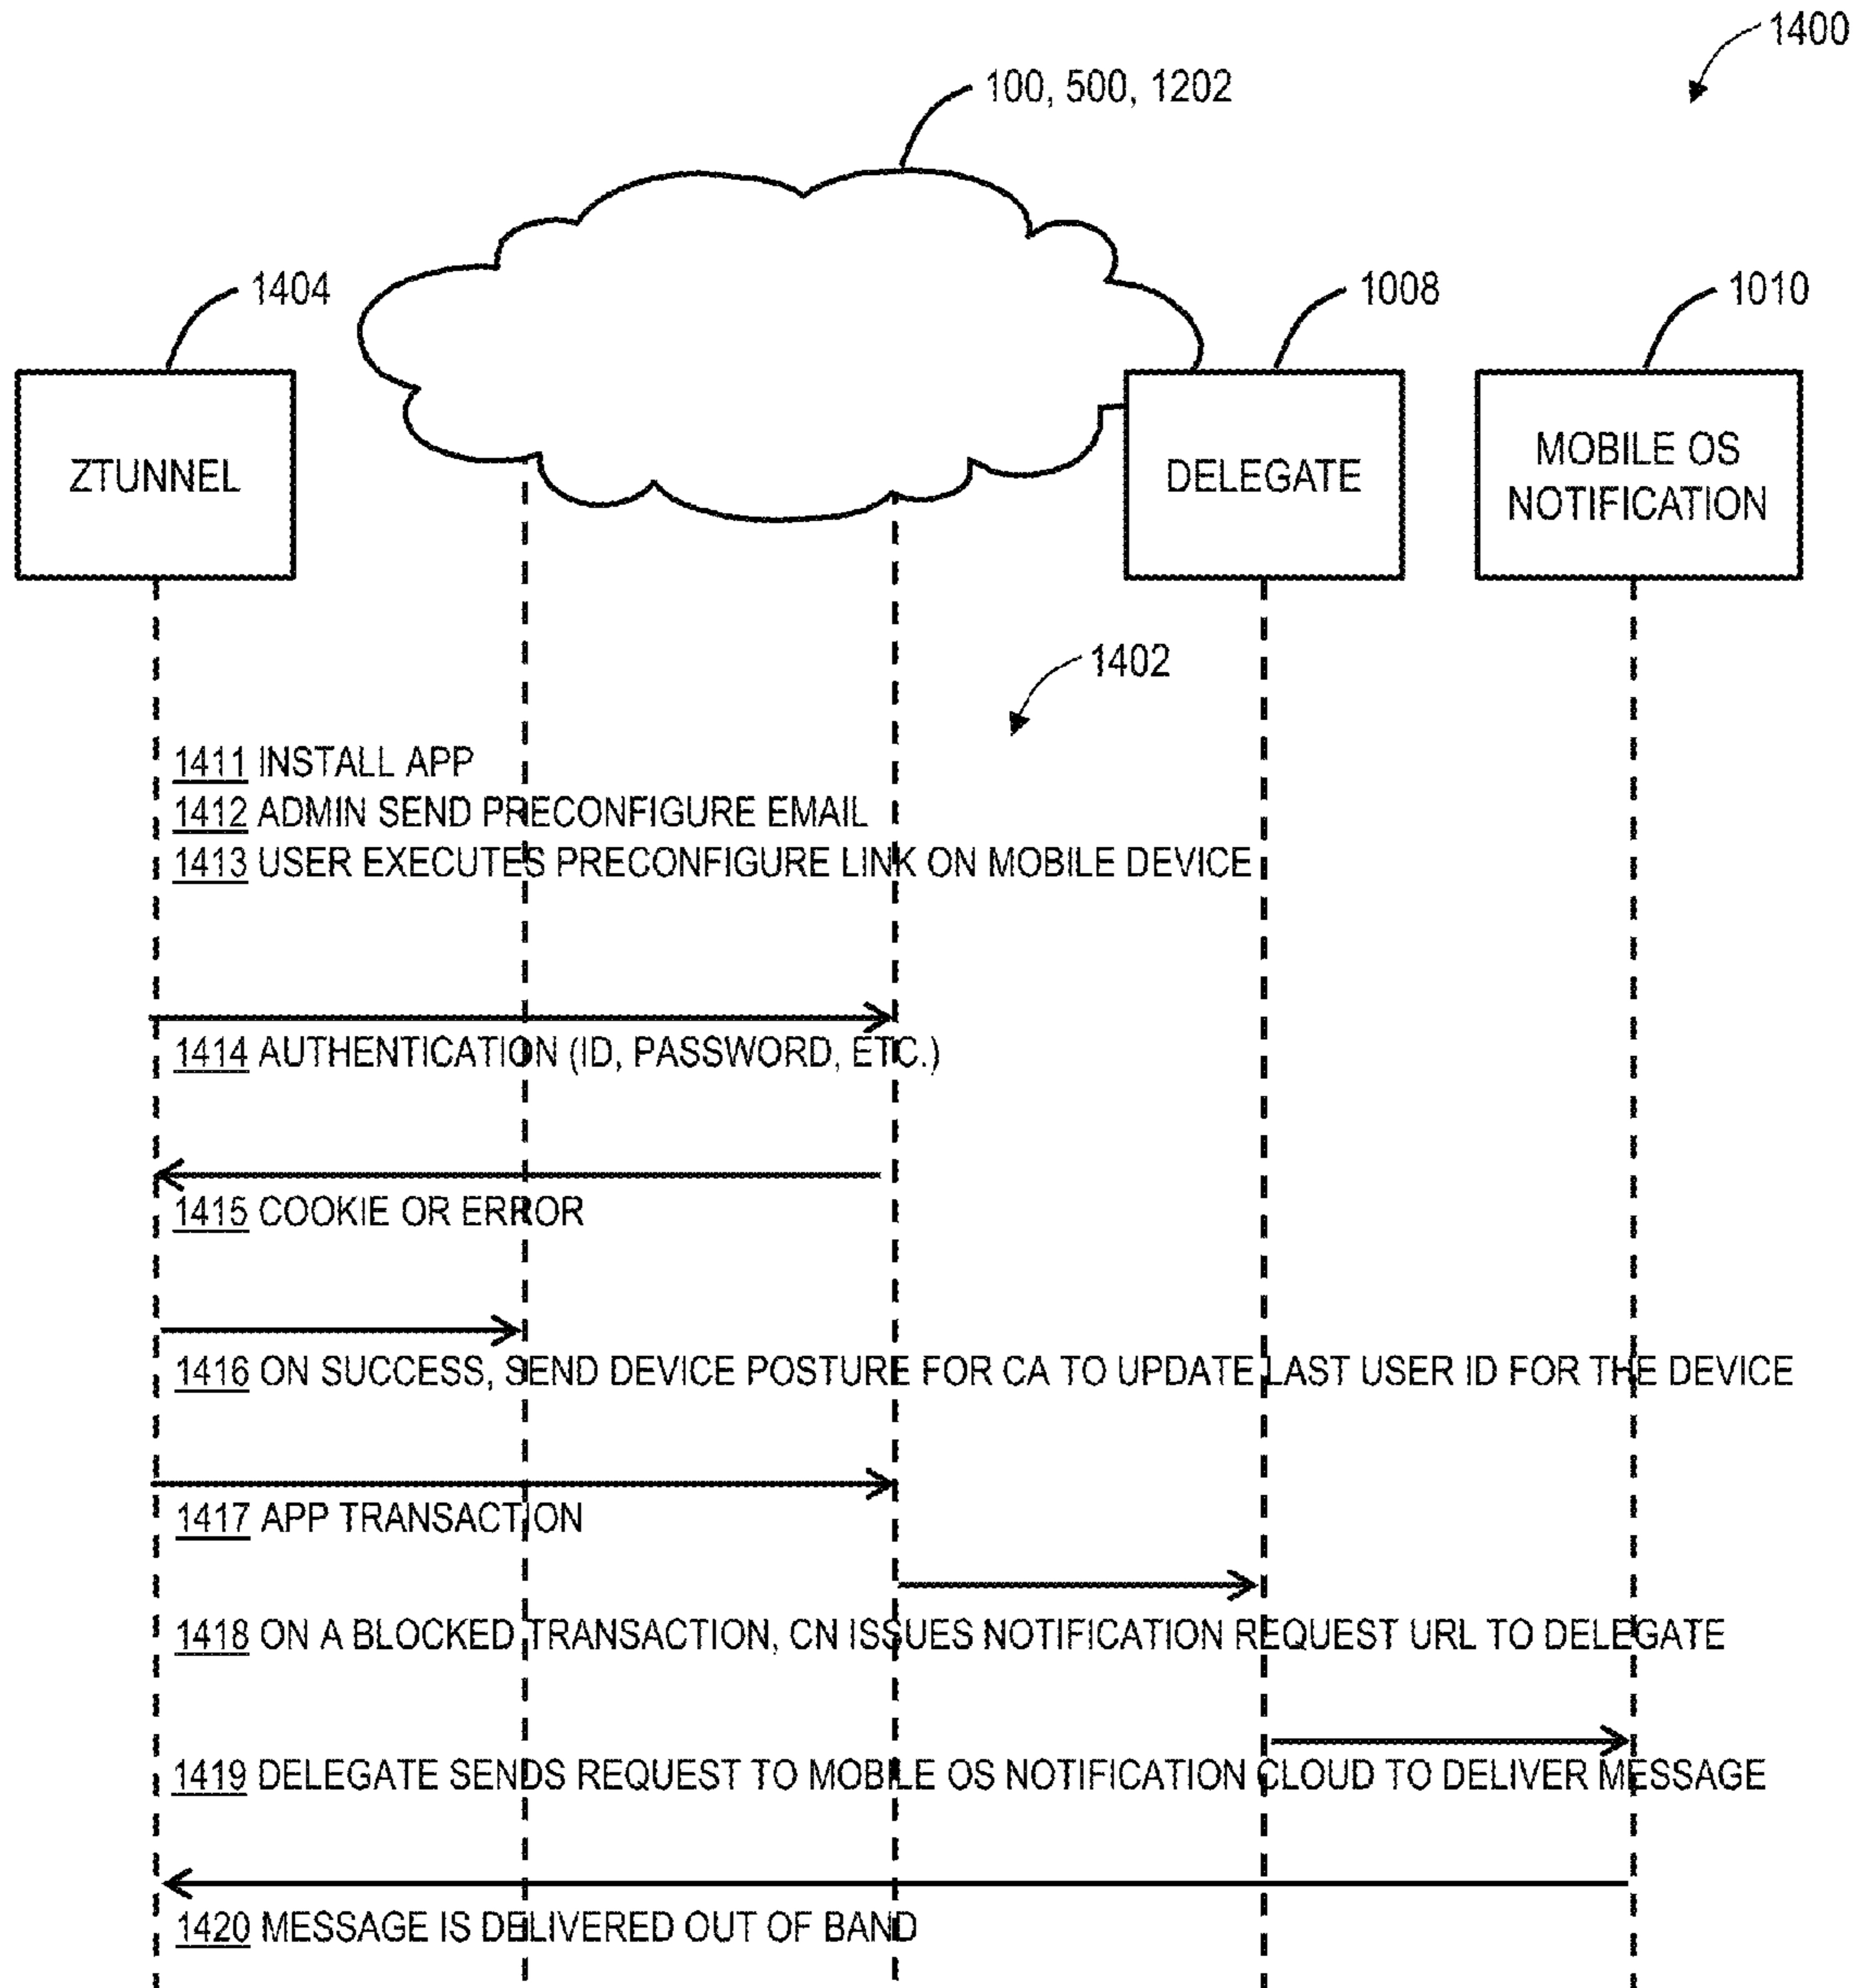 1400
100, 500, 1202
1404
1008
1010
ZTUNNEL
DELEGATE
MOBILE OS
NOTIFICATION
1402
1411 INSTALL APP
1412 ADMIN SEND PRECONFIGURE EMAIL
1413 USER EXECUTES PRECONFIGURE LINK ON MOBILE DEVICE
1414 AUTHENTICATION (ID, PASSWORD, ETC.)
1415 COOKIE OR ERROR
1416 ON SUCCESS, SEND DEVICE POSTURE FOR CA TO UPDATE LAST USER ID FOR THE DEVICE
1417 APP TRANSACTION
1418 ON A BLOCKED TRANSACTION, CN ISSUES NOTIFICATION REQUEST URL TO DELEGATE
1419 DELEGATE SENDS REQUEST TO MOBILE OS NOTIFICATION CLOUD TO DELIVER MESSAGE
1420 MESSAGE IS DELIVERED OUT OF BAND